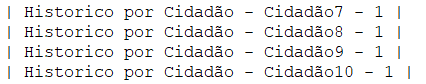 | Historico por Cidadão - Cidadão7 - 1 |
| Historico por Cidadão - Cidadão8 - 1 |
| Historico por Cidadão - Cidadão9 - 1 |
| Historico por Cidadão - Cidadão10 - 1 |